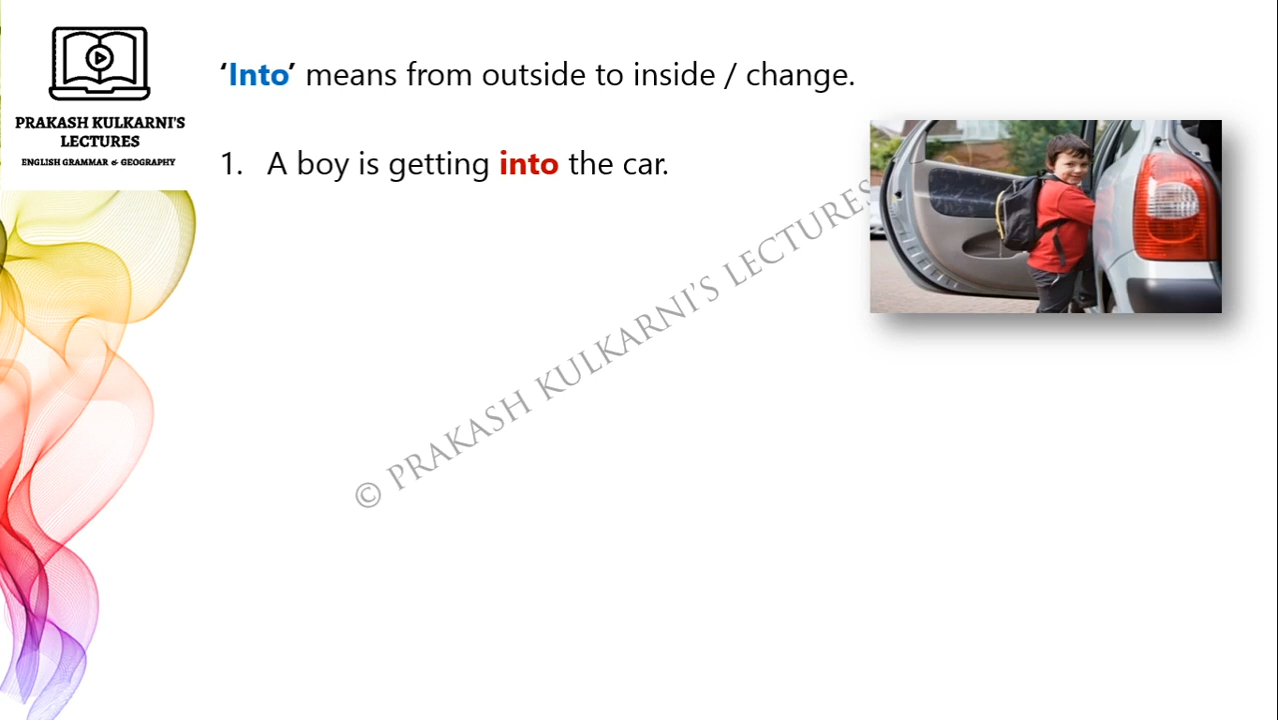 PRAKASH KULKARNI'S
LECTURES
ENGLISH GRAMMAR & GEOGRAPHY
‘Into’ means from outside to inside / change.
1. A boy is getting into the car.
© PRAKASH KULKARNI'S LECTURES